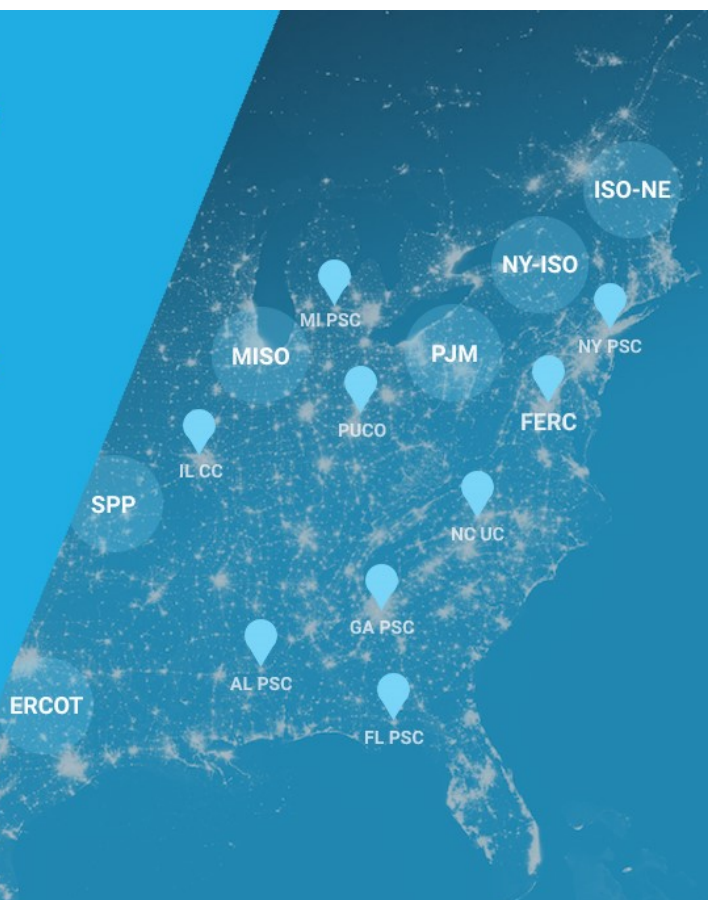 ISO-NE
NY-ISO
MI PSC
NY PSC
MISO
PJM
FERC
PUCO
IL CC
SPP
NC UC
GA PSC
AL PSC
ERCOT
FL PSC